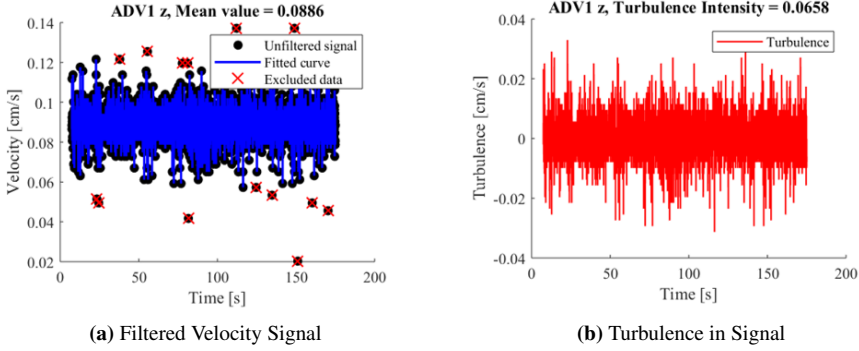 ADV1 z, Mean value = 0.0886
0.14
0.12
0.1
0.08
0.06
0.04
0.02
Velocity [cm/s]
Unfiltered signal
Fitted curve
Excluded data
0
50
100
150
200
Time [s]
(a) Filtered Velocity Signal
ADV1 z, Turbulence Intensity = 0.0658
0.04
0.02
0
-0.02
-0.04
Turbulence [cm/s]
Turbulence
0
50
100
150
200
Time [s]
(b) Turbulence in Signal